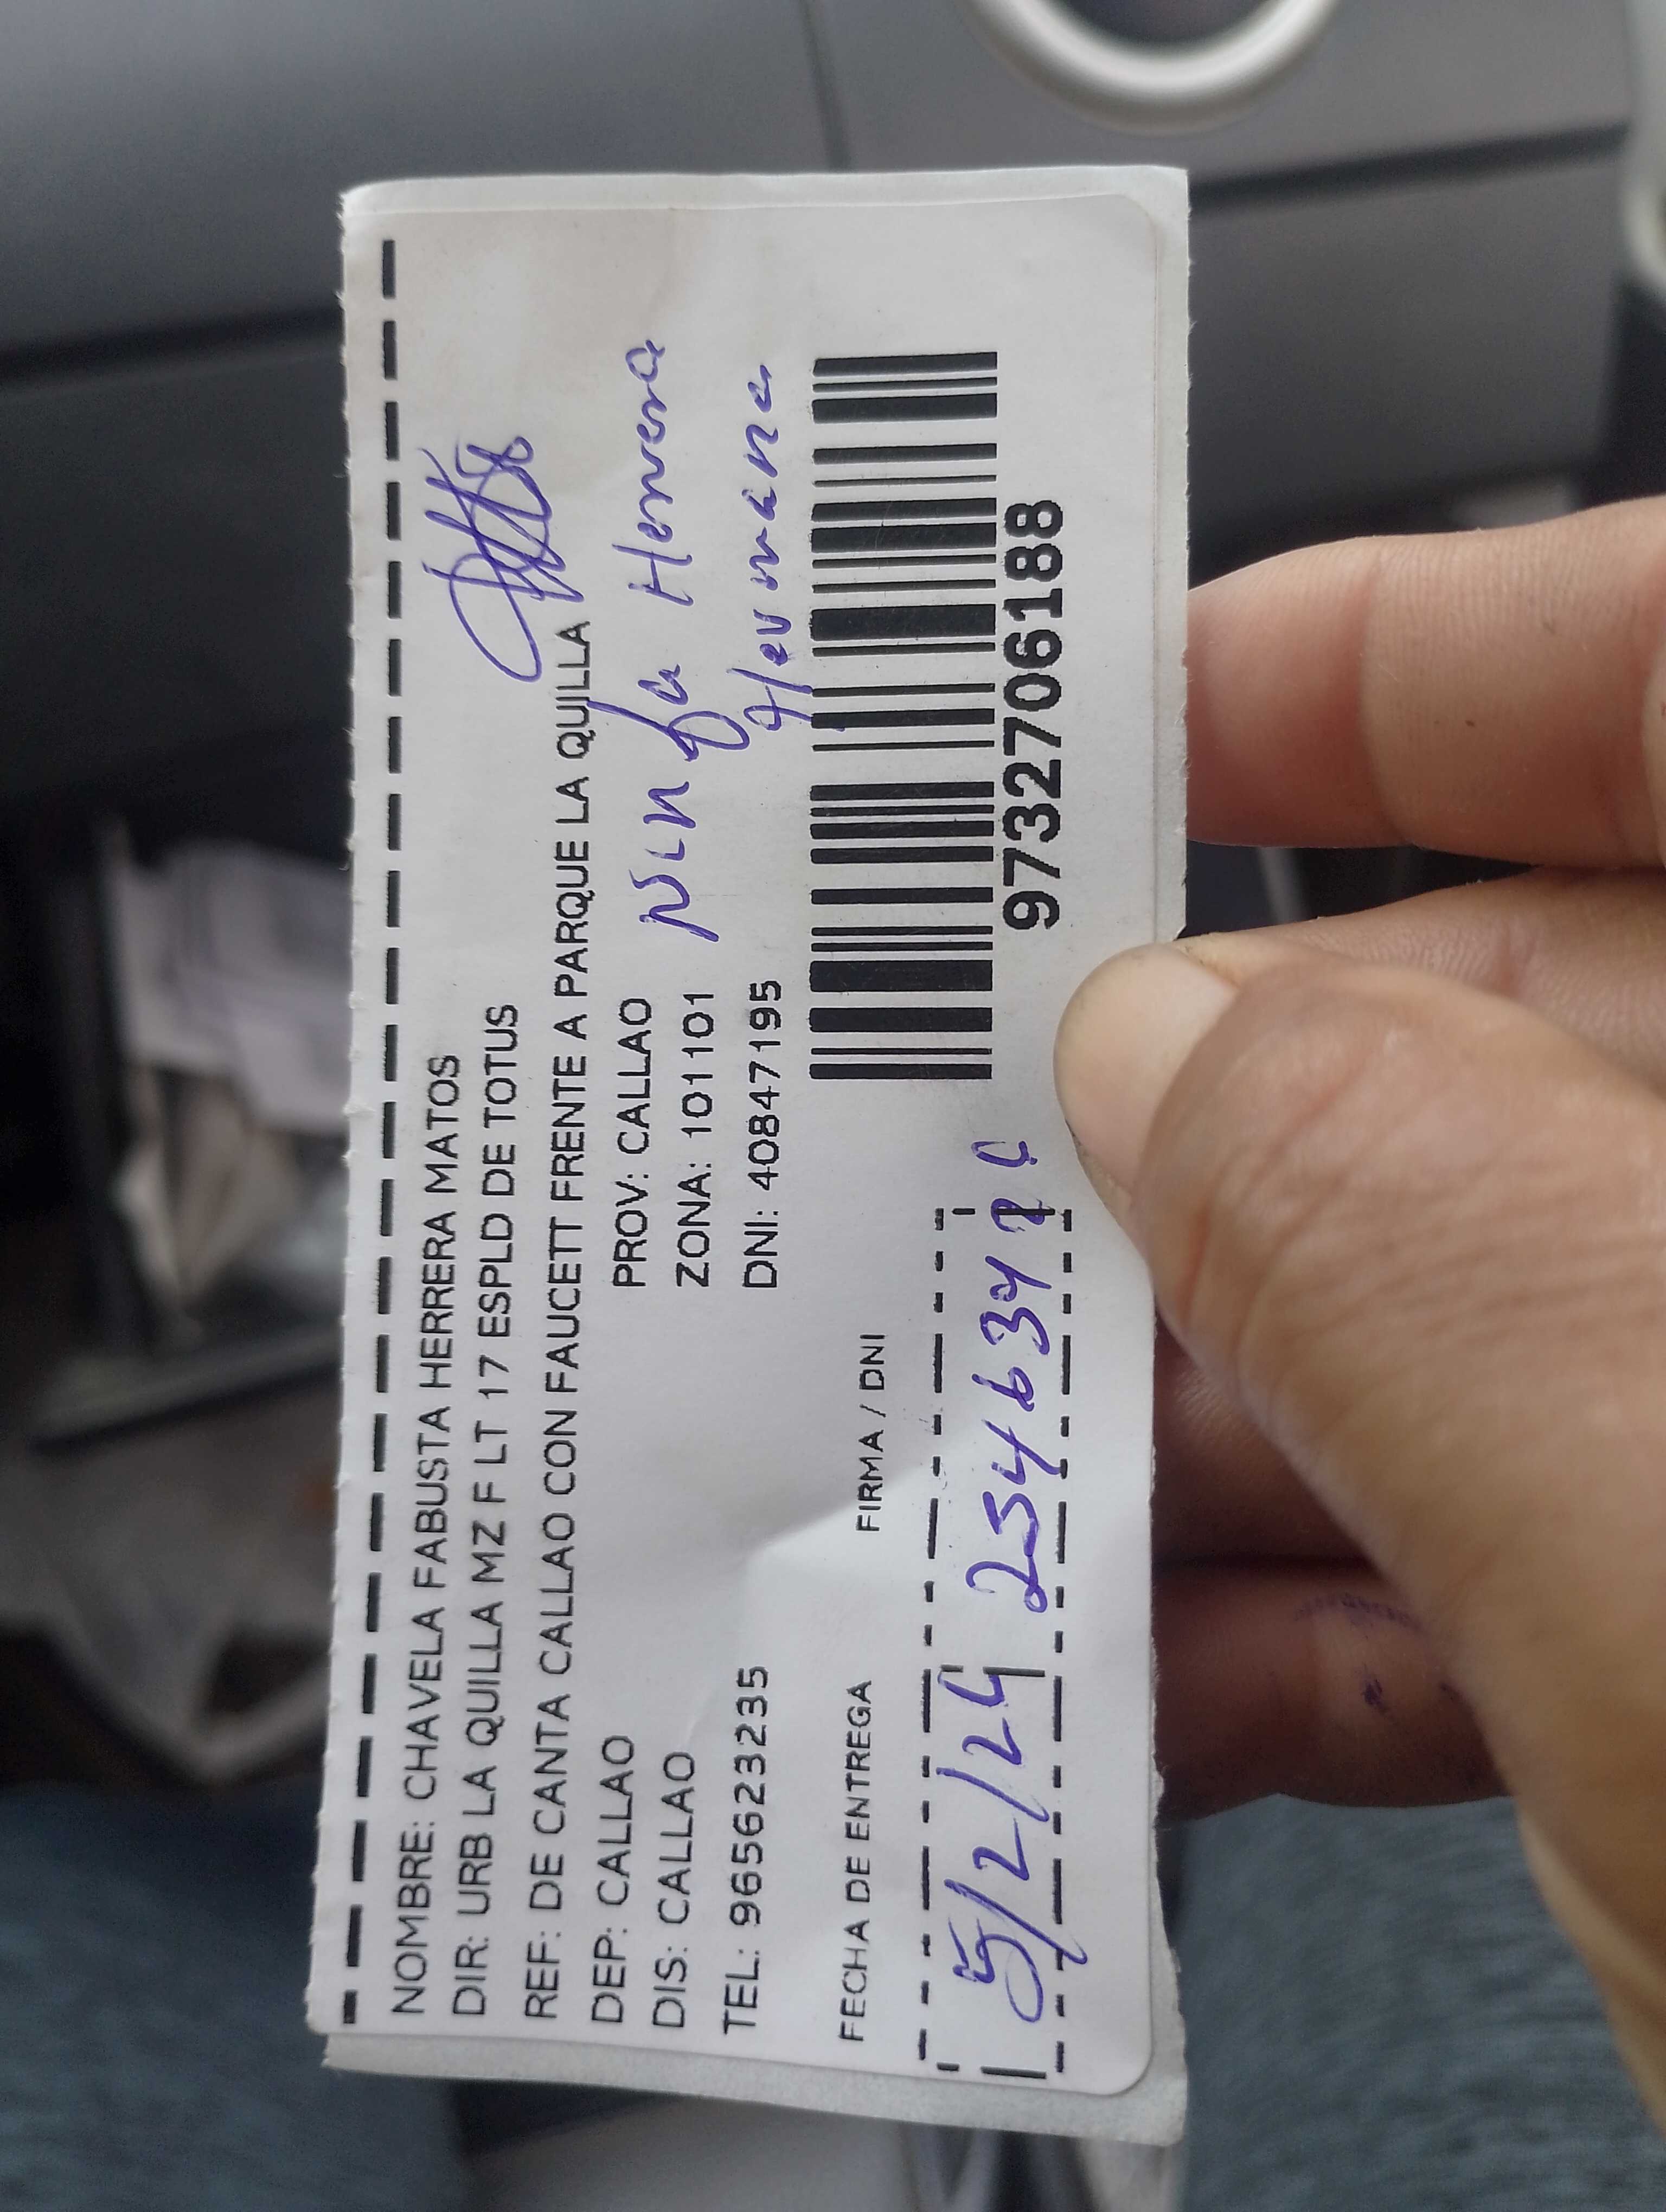 NOMBRE: CHAVELA FABUSTA HERRERA MATOS
DIR: URB LA QUILLA MZ F LT 17 ESPLD DE TOTUS
REF: DE CANTA CALLAO CON FAUCETT FRENTE A PARQUE LA QUILLA
DEP: CALLAO PROV: CALLAO
DIS: CALLAO ZONA: 101101
TEL: 965623235 DNI: 40847195
Ninfa Herrera
FECHA DE ENTREGA FIRMA / DNI
5/2/24
9732706188